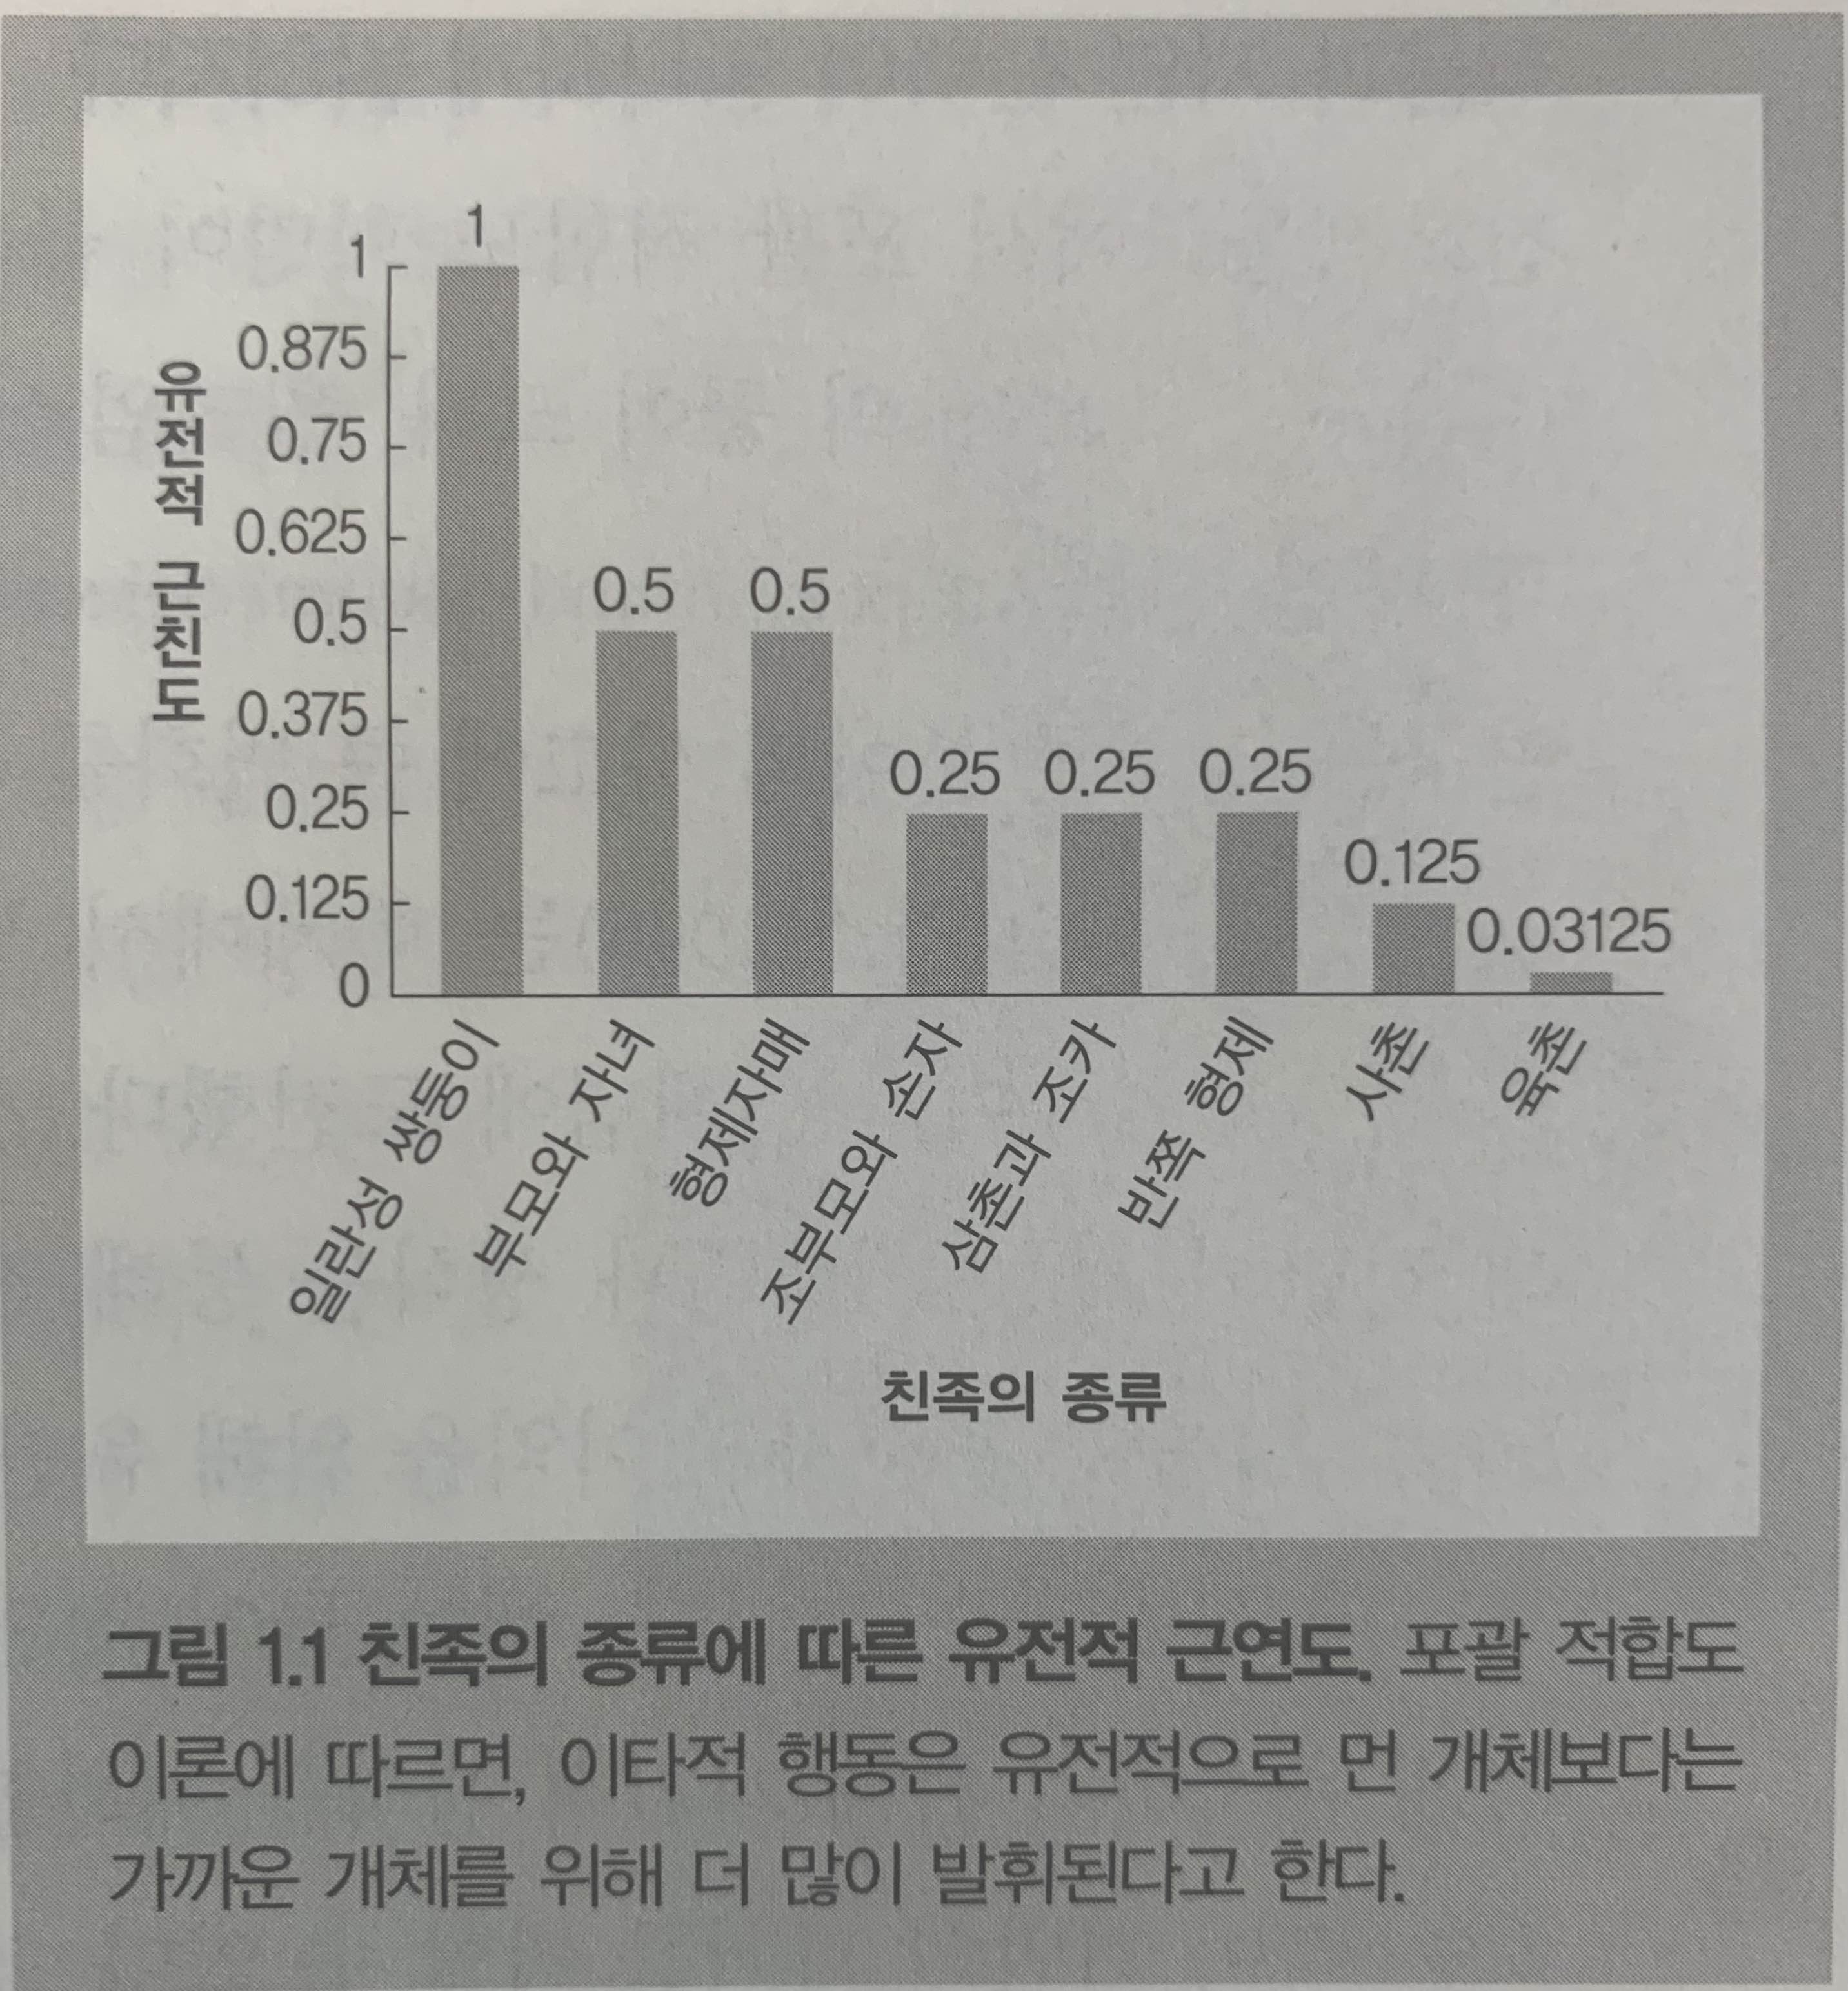 1
1
0.875
0.75
0.625
0.5
0.375
0.25
0.125
0
유전적 근친도
0.5
0.5
0.25
0.25
0.25
0.125
0.03125
일란성 쌍둥이
부모와 자녀
형제자매
조부모와 손자
삼촌과 조카
반쪽 형제
사촌
육촌
친족의 종류
그림 1.1 친족의 종류에 따른 유전적 근연도. 포괄 적합도
이론에 따르면, 이타적 행동은 유전적으로 먼 개체보다는
가까운 개체를 위해 더 많이 발휘된다고 한다.